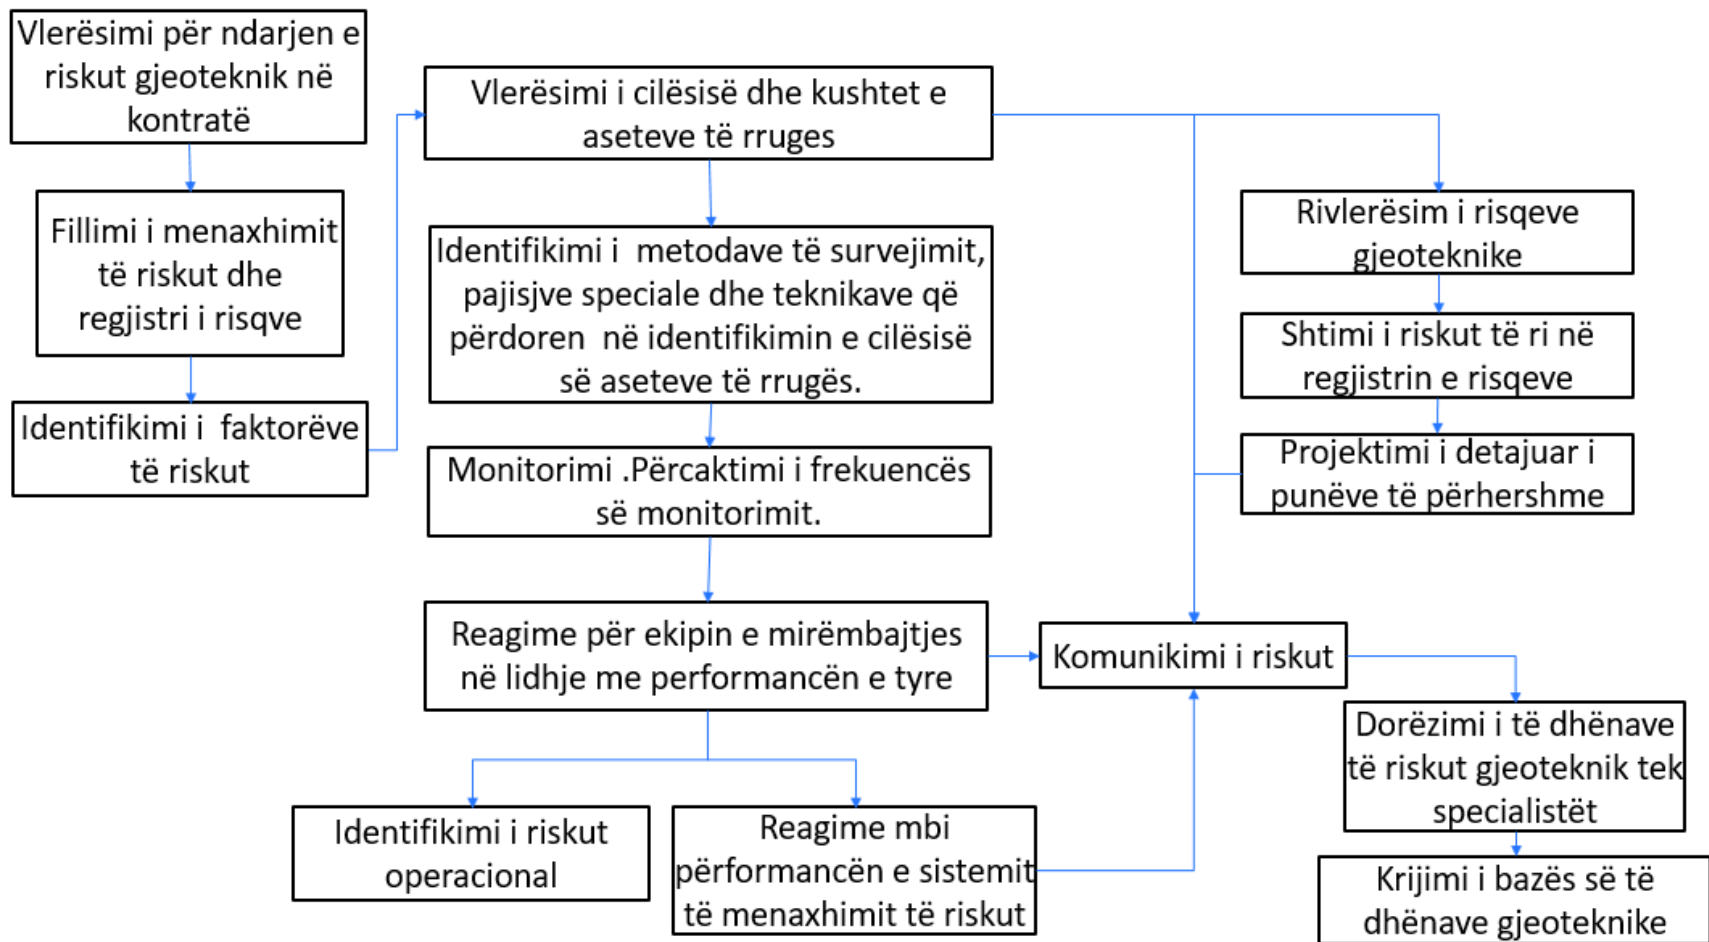 Vlerësimi për ndarjen e
riskut gjeoteknik në
kontratë
Fillimi i menaxhimit
të riskut dhe
regjistri i risqve
Identifikimi i faktorëve
të riskut
Vlerësimi i cilësisë dhe kushtet e
aseteve të rruges
Identifikimi i metodave të survejimit,
pajisjve speciale dhe teknikave që
përdoren në identifikimin e cilësisë
së aseteve të rrugës.
Monitorimi .Përcaktimi i frekuencës
së monitorimit.
Reagime për ekipin e mirëmbajtjes
në lidhje me performancën e tyre
Identifikimi i riskut
operacional
Reagime mbi
përformancën e sistemit
të menaxhimit të riskut
Rivlerësim i risqeve
gjeoteknike
Shtimi i riskut të ri në
regjistrin e risqeve
Projektimi i detajuar i
punëve të përhershme
Komunikimi i riskut
Dorëzimi i të dhënave
të riskut gjeoteknik tek
specialistët
Krijimi i bazës së të
dhënave gjeoteknike